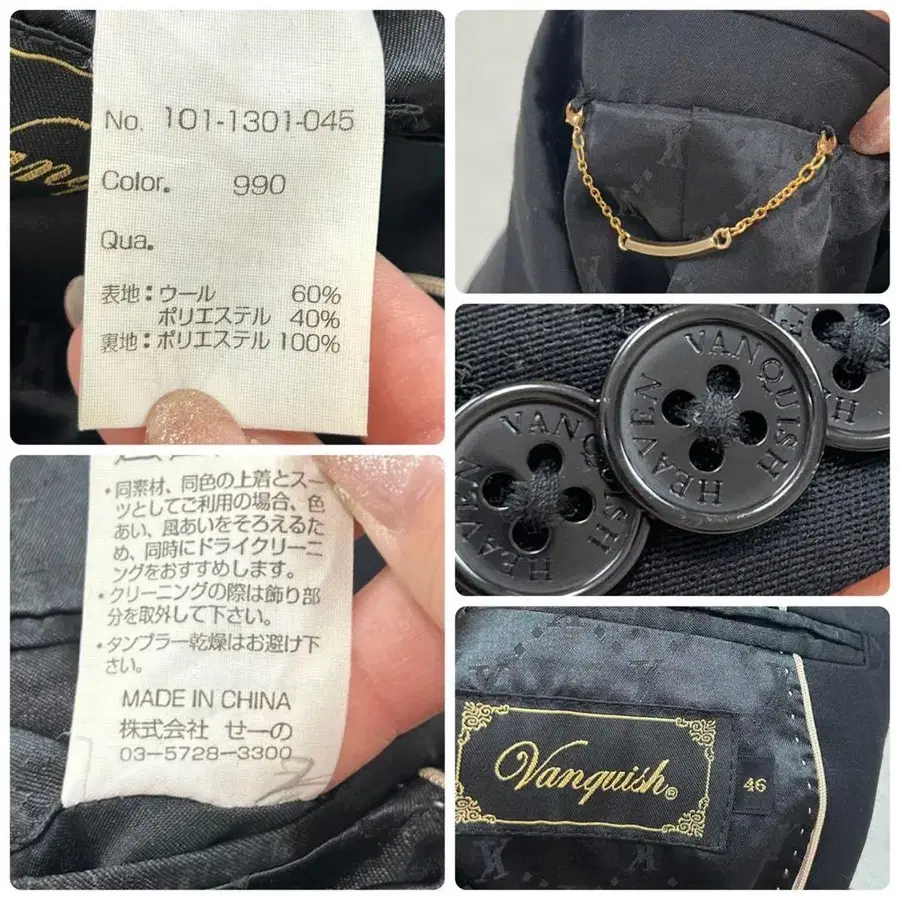 No. 101-1301-045
Color. 990
Qua.
表地：ウール 60%
ポリエステル 40%
裏地：ポリエステル 100%
・同素材、同色の上着とスー
ツとしてご利用の場合、色
あい、風あいをそろえるた
め、同時にドライクリーニ
ングをおすすめします。
・クリーニングの際は飾り部
分を取外して下さい。
・タンブラー乾燥はお避け下
さい。
MADE IN CHINA
株式会社 せーの
03-5728-3300
VANQUISH
HEAVEN
VANQUISH
HEAVEN
Vanquish®
46